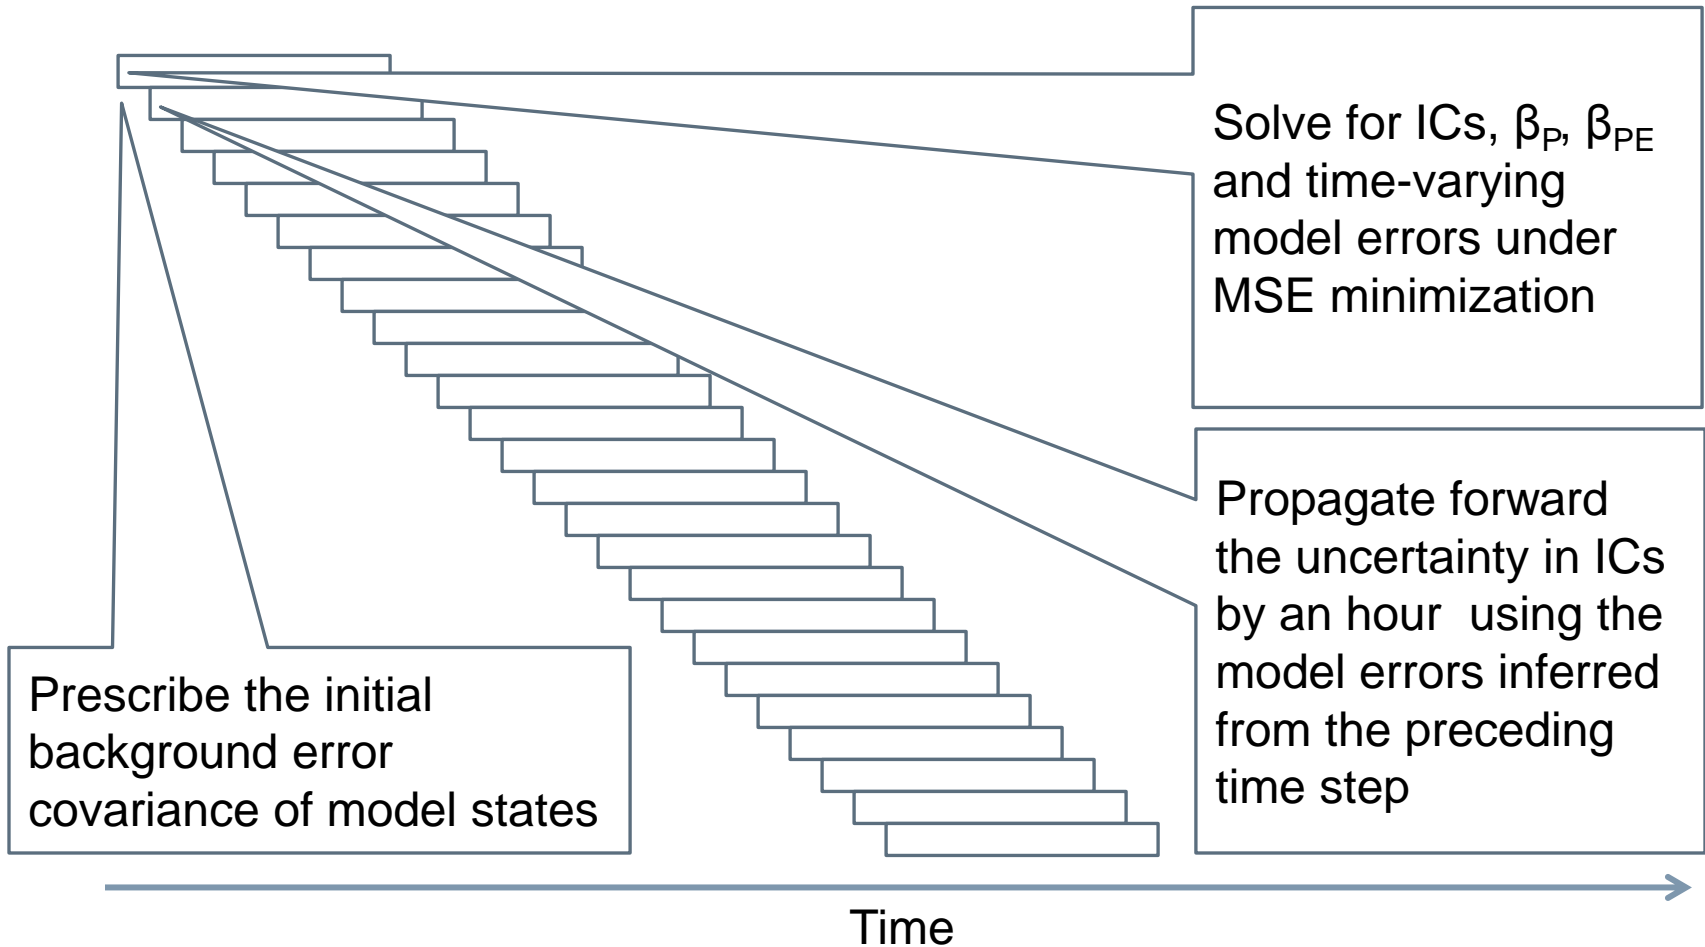 Solve for ICs, βP, βPE
and time-varying
model errors under
MSE minimization
Propagate forward
the uncertainty in ICs
by an hour  using the
model errors inferred
from the preceding
time step
Prescribe the initial
background error
covariance of model states
Time